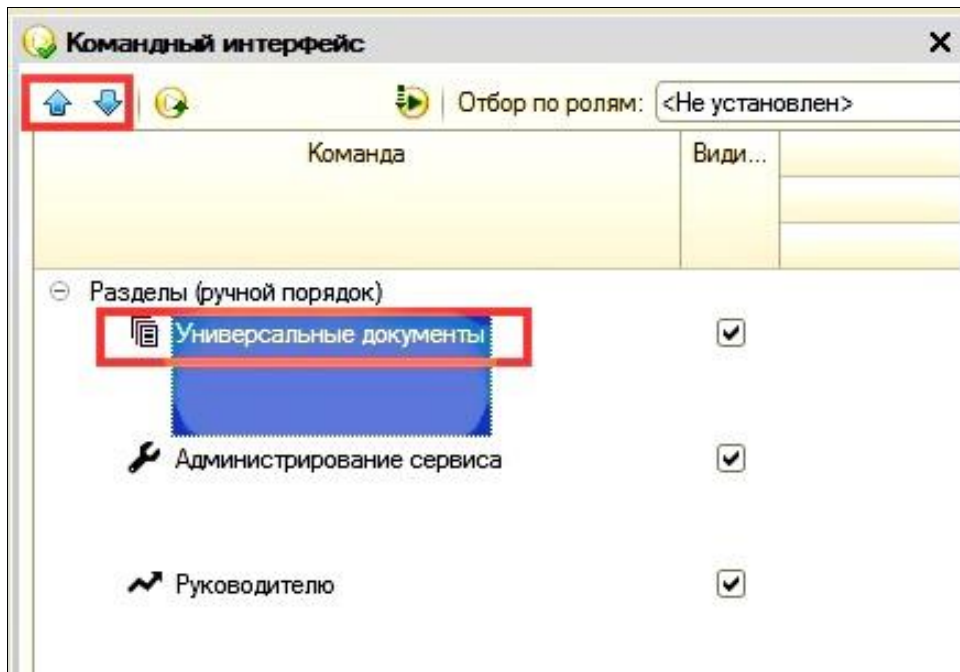 Командный интерфейс
Отбор по ролям: <Не установлен>
Команда Види...
Разделы (ручной порядок)
Универсальные документы
Администрирование сервиса
Руководителю